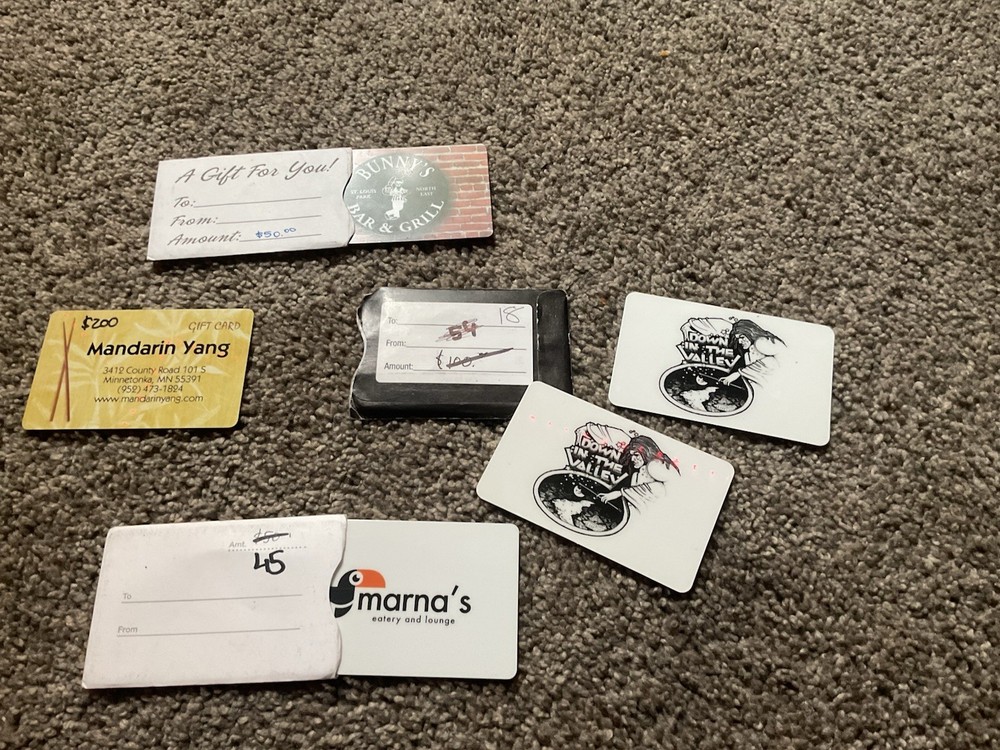 A Gift For You!
To:
From:
Amount: $50.00
BUNNY'S
ST LOUIS PARK
NORTH EAST
BAR & GRILL
$200
GIFT CARD
Mandarin Yang
3412 County Road 101 S
Minnetonka, MN 55391
(952) 473-1824
www.mandarinyang.com
To:
18
54
From:
Amount: $100.
DOWN
IN THE
VALLEY
DOWN
IN THE
VALLEY
Amt. $50
45
To
From
marna's
eatery and lounge